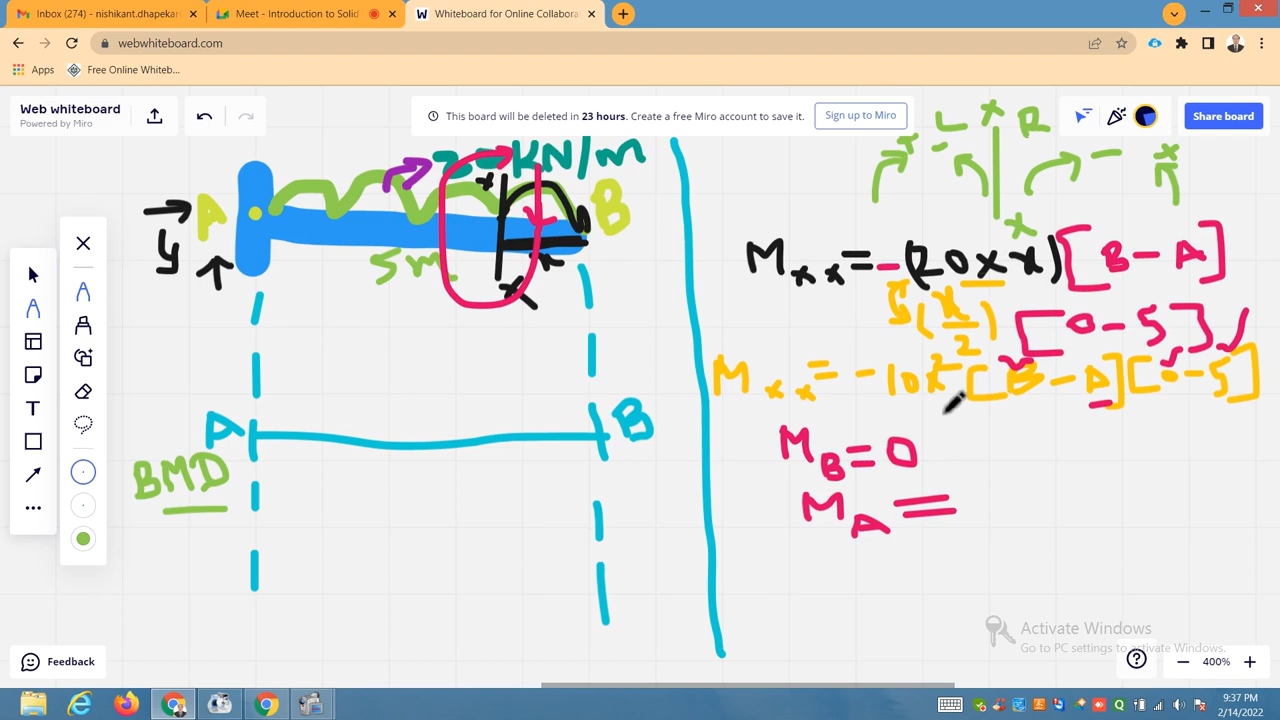 Inbox (274) - nishikant.dhapekar
Meet - Introduction to Solid
Whiteboard for Online Collabora
webwhiteboard.com
Apps
Free Online Whiteb...
Web whiteboard
Powered by Miro
This board will be deleted in 23 hours. Create a free Miro account to save it.
Sign up to Miro
Share board
KN/m
A
B
y
5m
x
x
x
L x R
+ - - +
x
Mxx = -(20 x x) [B - A]
(x/2) [0 - 5]
Mxx = -10x² [B - A] [0 - 5]
MB = 0
MA =
A
B
BMD
T
Feedback
Activate Windows
Go to PC settings to activate Windows.
400%
9:37 PM
2/14/2022